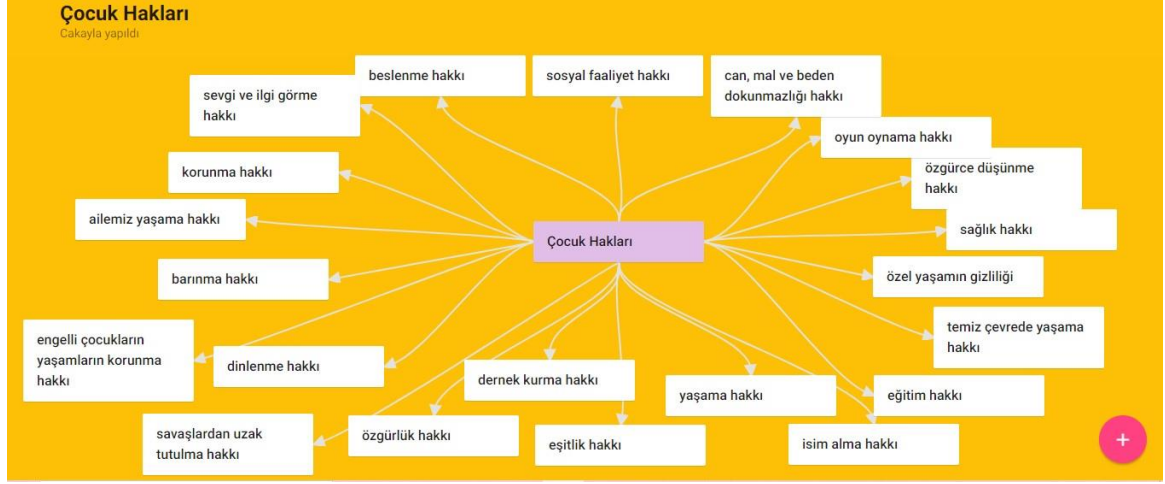 Çocuk Hakları
Cakayla yapıldı
beslenme hakkı
sosyal faaliyet hakkı
can, mal ve beden
dokunmazlığı hakkı
sevgi ve ilgi görme
hakkı
oyun oynama hakkı
korunma hakkı
özgürce düşünme
hakkı
ailemiz yaşama hakkı
sağlık hakkı
Çocuk Hakları
barınma hakkı
özel yaşamın gizliliği
engelli çocukların
yaşamların korunma
hakkı
temiz çevrede yaşama
hakkı
dinlenme hakkı
dernek kurma hakkı
yaşama hakkı
eğitim hakkı
savaşlardan uzak
tutulma hakkı
özgürlük hakkı
eşitlik hakkı
isim alma hakkı
+